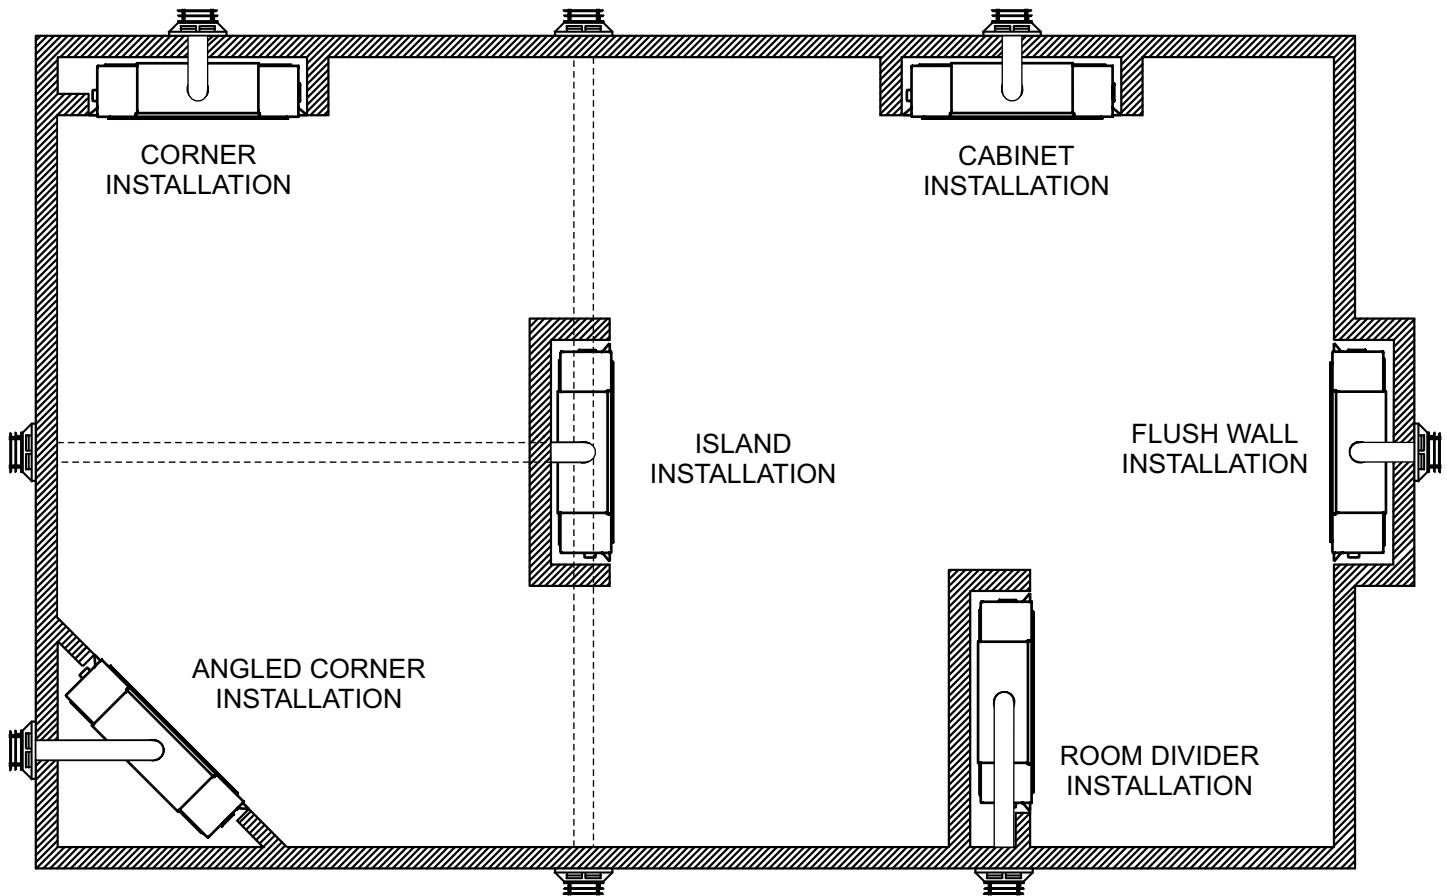 CORNER
INSTALLATION
CABINET
INSTALLATION
ISLAND
INSTALLATION
FLUSH WALL
INSTALLATION
ANGLED CORNER
INSTALLATION
ROOM DIVIDER
INSTALLATION